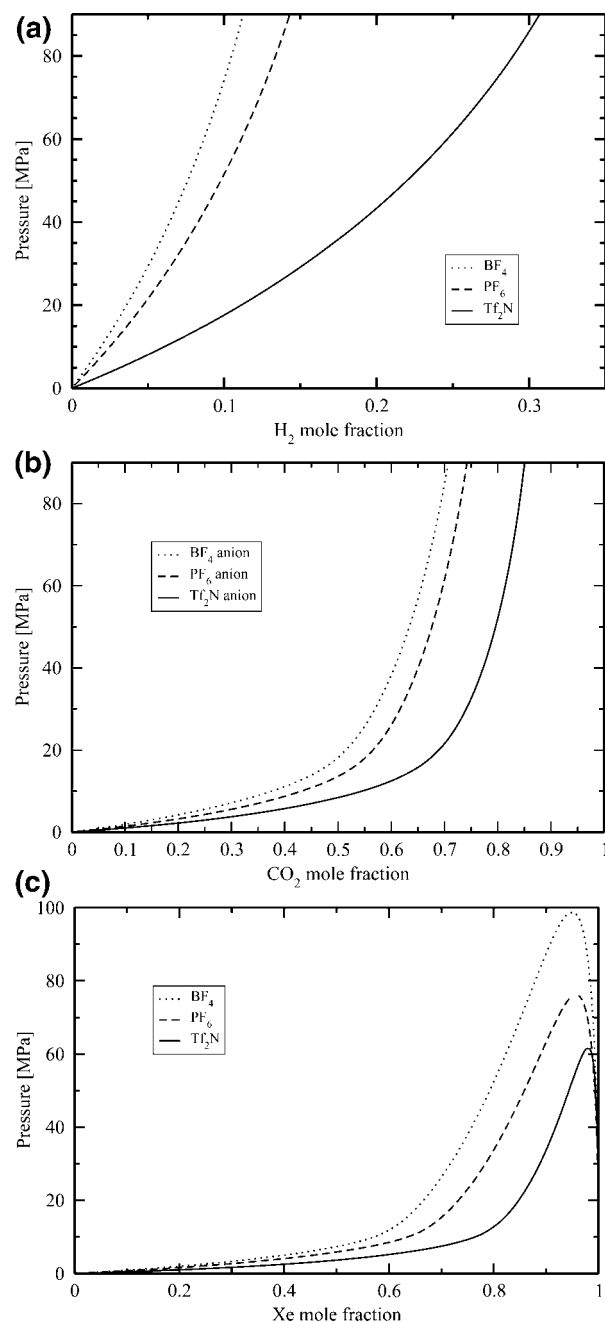 (a)
80
60
40
20
0
Pressure [MPa]
BF4
PF6
Tf2N
0 0.1 0.2 0.3
H2 mole fraction
(b)
80
60
40
20
0
Pressure [MPa]
BF4 anion
PF6 anion
Tf2N anion
0 0.1 0.2 0.3 0.4 0.5 0.6 0.7 0.8 0.9 1
CO2 mole fraction
(c)
100
80
60
40
20
0
Pressure [MPa]
BF4
PF6
Tf2N
0 0.2 0.4 0.6 0.8 1
Xe mole fraction